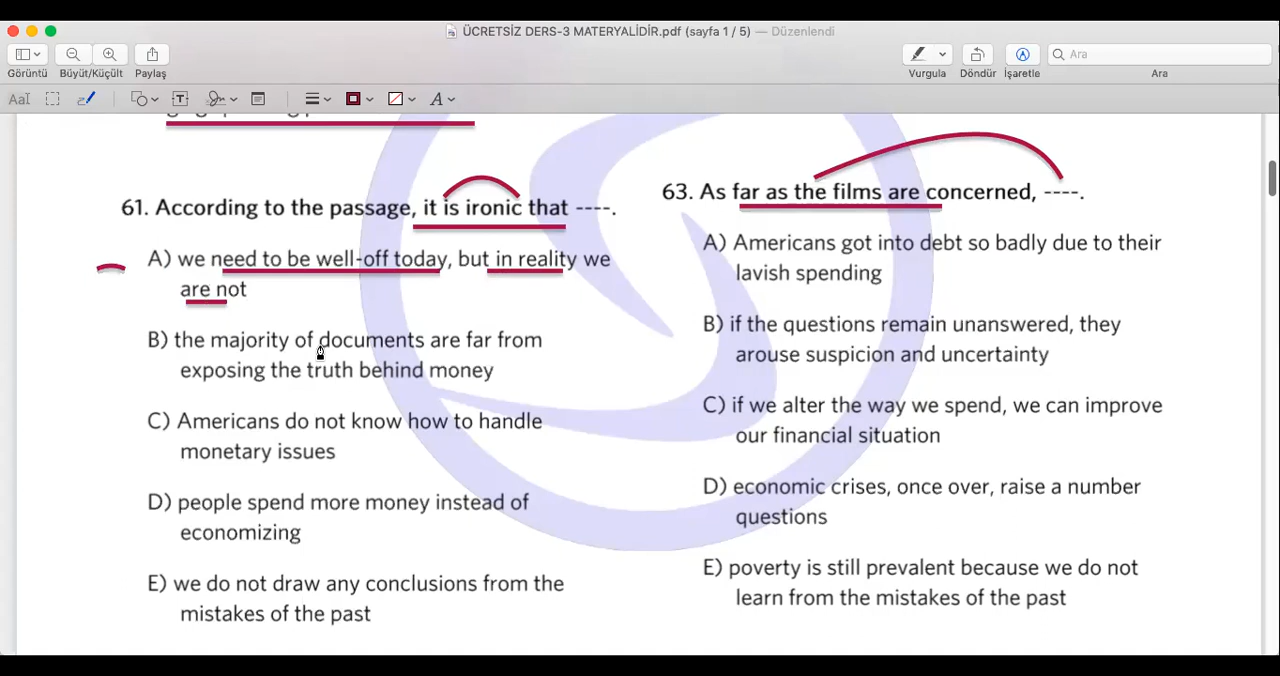 ÜCRETSİZ DERS-3 MATERYALİDİR.pdf (sayfa 1 / 5) — Düzenlendi
Görüntü
Büyüt/Küçült
Paylaş
Vurgula
Döndür
İşaretle
Ara
Ara
61. According to the passage, it is ironic that ----.
A) we need to be well-off today, but in reality we
are not
B) the majority of documents are far from
exposing the truth behind money
C) Americans do not know how to handle
monetary issues
D) people spend more money instead of
economizing
E) we do not draw any conclusions from the
mistakes of the past
63. As far as the films are concerned, ----.
A) Americans got into debt so badly due to their
lavish spending
B) if the questions remain unanswered, they
arouse suspicion and uncertainty
C) if we alter the way we spend, we can improve
our financial situation
D) economic crises, once over, raise a number
questions
E) poverty is still prevalent because we do not
learn from the mistakes of the past